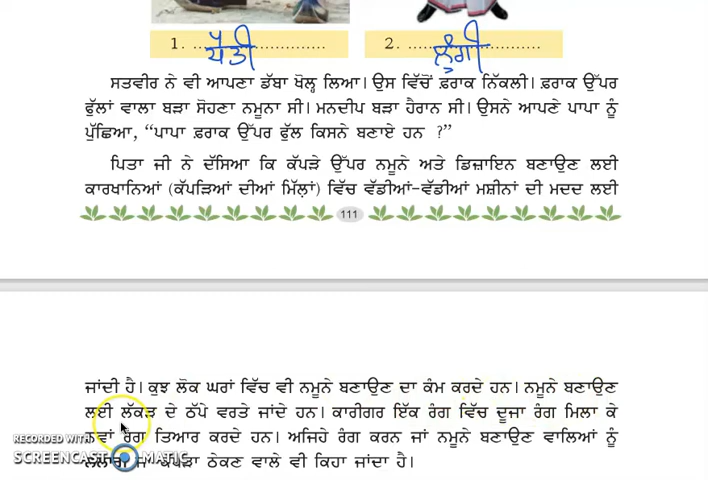 1. ਧੋਤੀ
2. ਲੁੰਗੀ
ਸਤਵੀਰ ਨੇ ਵੀ ਆਪਣਾ ਡੱਬਾ ਖੋਲ੍ਹ ਲਿਆ। ਉਸ ਵਿੱਚੋਂ ਫ਼ਰਾਕ ਨਿੱਕਲੀ। ਫ਼ਰਾਕ ਉੱਪਰ
ਫੁੱਲਾਂ ਵਾਲਾ ਬੜਾ ਸੋਹਣਾ ਨਮੂਨਾ ਸੀ। ਮਨਦੀਪ ਬੜਾ ਹੈਰਾਨ ਸੀ। ਉਸਨੇ ਆਪਣੇ ਪਾਪਾ ਨੂੰ
ਪੁੱਛਿਆ, “ਪਾਪਾ ਫ਼ਰਾਕ ਉੱਪਰ ਫੁੱਲ ਕਿਸਨੇ ਬਣਾਏ ਹਨ ?”
ਪਿਤਾ ਜੀ ਨੇ ਦੱਸਿਆ ਕਿ ਕੱਪੜੇ ਉੱਪਰ ਨਮੂਨੇ ਅਤੇ ਡਿਜ਼ਾਇਨ ਬਣਾਉਣ ਲਈ
ਕਾਰਖਾਨਿਆਂ (ਕੱਪੜਿਆਂ ਦੀਆਂ ਮਿੱਲਾਂ) ਵਿੱਚ ਵੱਡੀਆਂ-ਵੱਡੀਆਂ ਮਸ਼ੀਨਾਂ ਦੀ ਮਦਦ ਲਈ
111
ਜਾਂਦੀ ਹੈ। ਕੁਝ ਲੋਕ ਘਰਾਂ ਵਿੱਚ ਵੀ ਨਮੂਨੇ ਬਣਾਉਣ ਦਾ ਕੰਮ ਕਰਦੇ ਹਨ। ਨਮੂਨੇ ਬਣਾਉਣ
ਲਈ ਲੱਕੜ ਦੇ ਠੱਪੇ ਵਰਤੇ ਜਾਂਦੇ ਹਨ। ਕਾਰੀਗਰ ਇੱਕ ਰੰਗ ਵਿੱਚ ਦੂਜਾ ਰੰਗ ਮਿਲਾ ਕੇ
ਨਵਾਂ ਰੰਗ ਤਿਆਰ ਕਰਦੇ ਹਨ। ਅਜਿਹੇ ਰੰਗ ਕਰਨ ਜਾਂ ਨਮੂਨੇ ਬਣਾਉਣ ਵਾਲਿਆਂ ਨੂੰ
ਲਲਾਰੀ ਜਾਂ ਕੱਪੜਾ ਠੇਕਣ ਵਾਲੇ ਵੀ ਕਿਹਾ ਜਾਂਦਾ ਹੈ।
RECORDED WITH
SCREENCAST MATIC